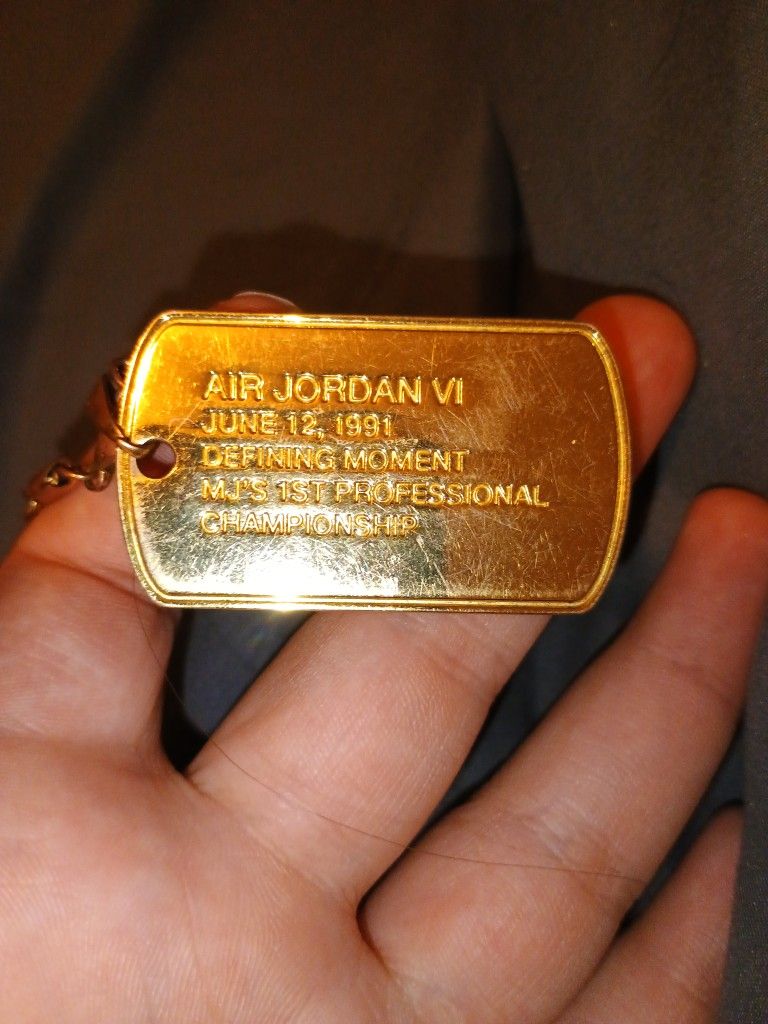 AIR JORDAN VI
JUNE 12, 1991
DEFINING MOMENT
MJ'S 1ST PROFESSIONAL
CHAMPIONSHIP